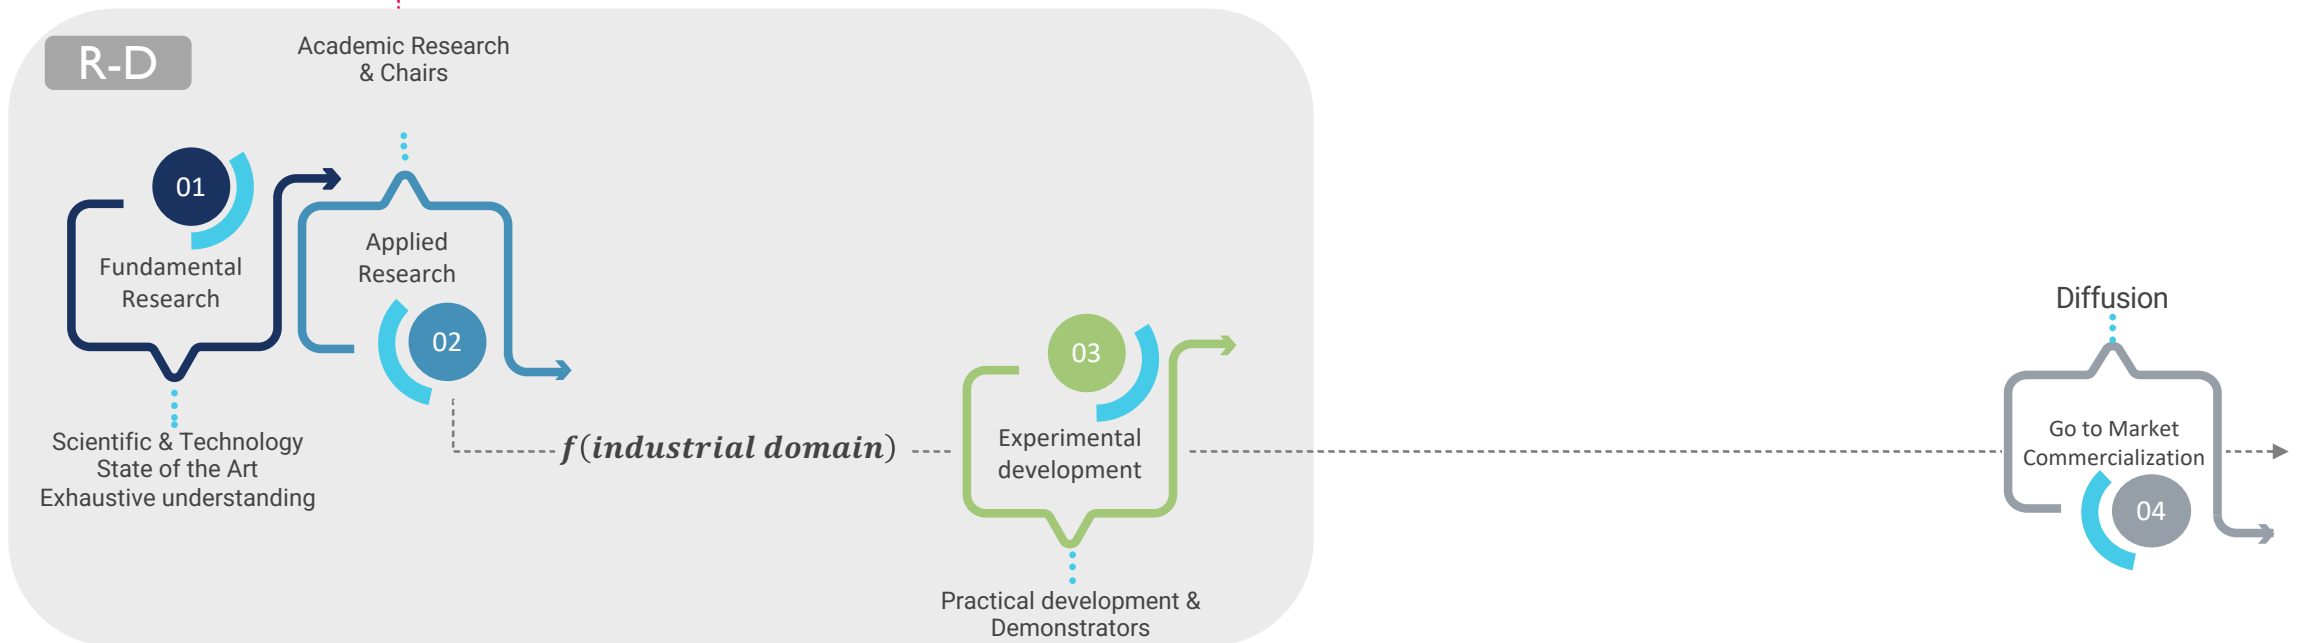 R-D
Academic Research
& Chairs
01
Fundamental
Research
Scientific & Technology
State of the Art
Exhaustive understanding
Applied
Research
02
f(industrial domain)
03
Experimental
development
Practical development &
Demonstrators
Diffusion
Go to Market
Commercialization
04